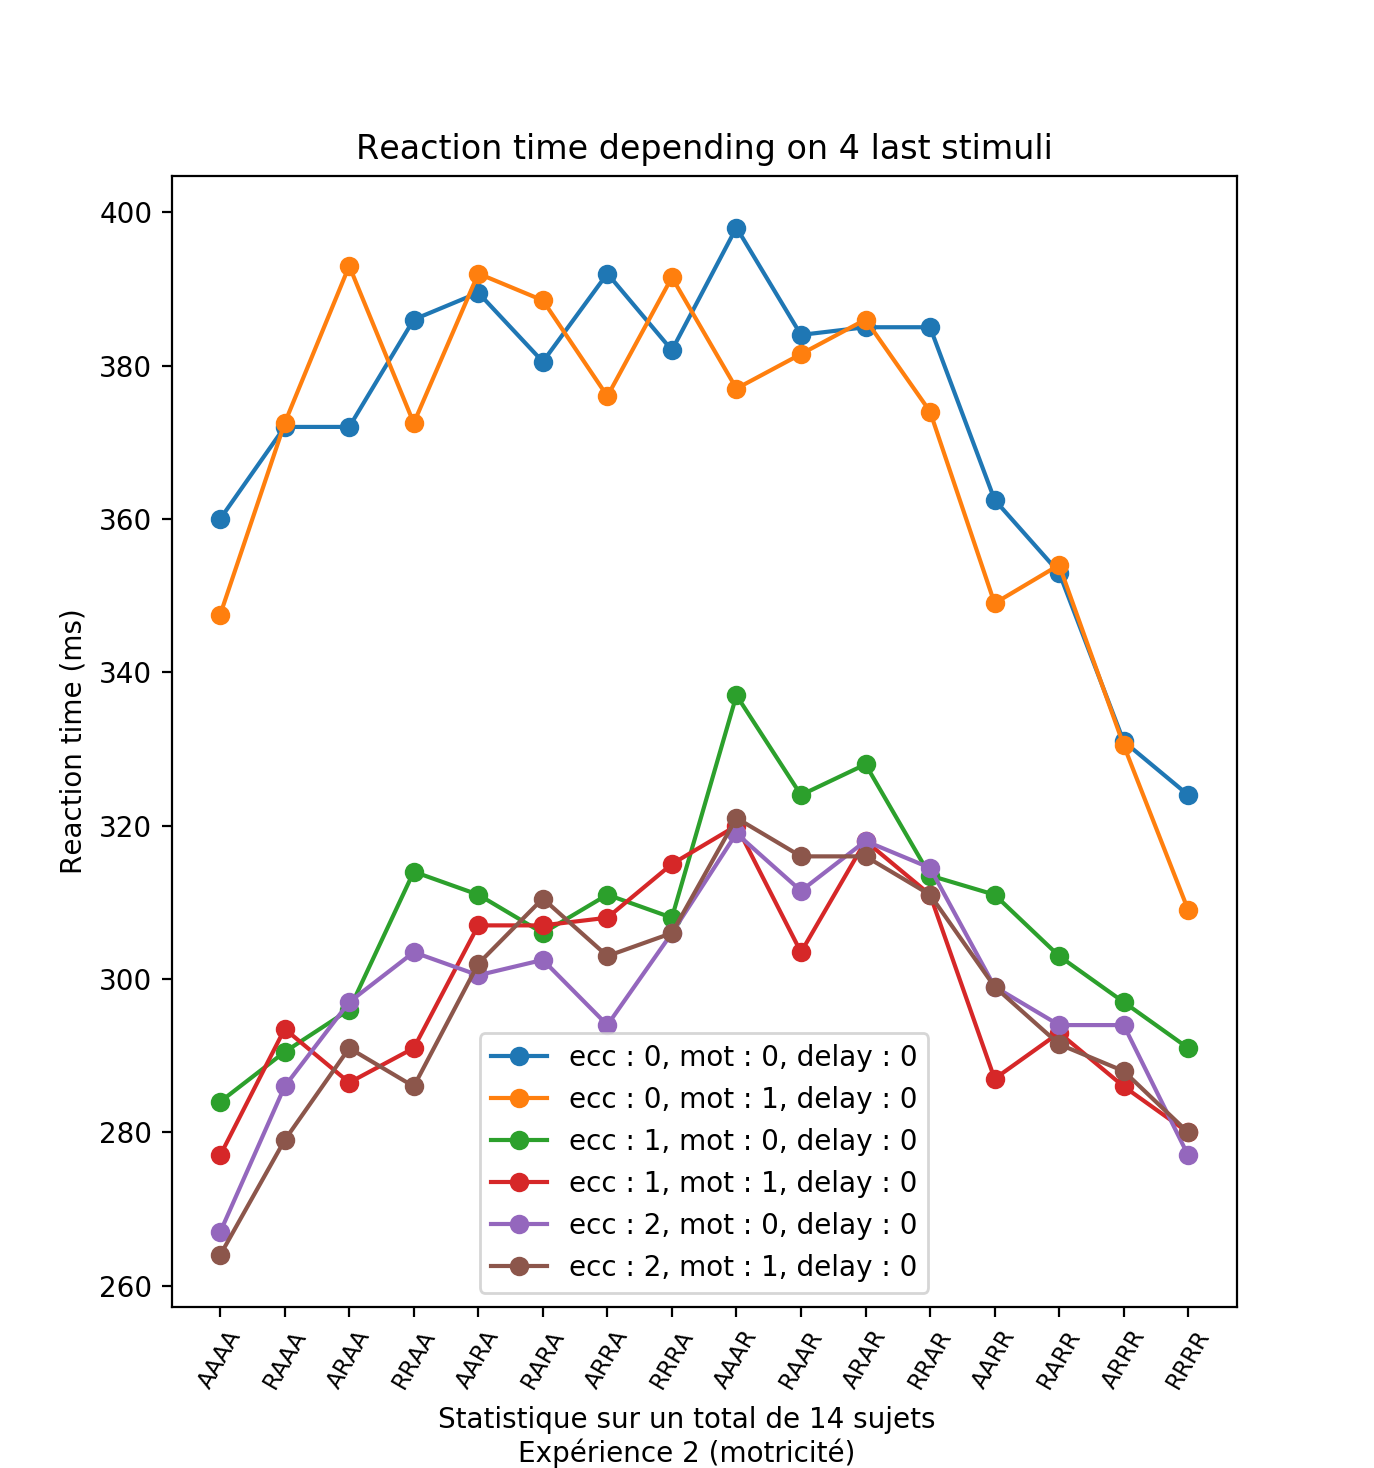 Reaction time depending on 4 last stimuli
400
380
360
340
320
300
280
260
Reaction time (ms)
ecc : 0, mot : 0, delay : 0
ecc : 0, mot : 1, delay : 0
ecc : 1, mot : 0, delay : 0
ecc : 1, mot : 1, delay : 0
ecc : 2, mot : 0, delay : 0
ecc : 2, mot : 1, delay : 0
AAAA RAAA ARAA RRAA AARA RARA ARRA RRRA AAAR RAAR ARAR RRAR AARR RARR ARRR RRRR
Statistique sur un total de 14 sujets
Expérience 2 (motricité)